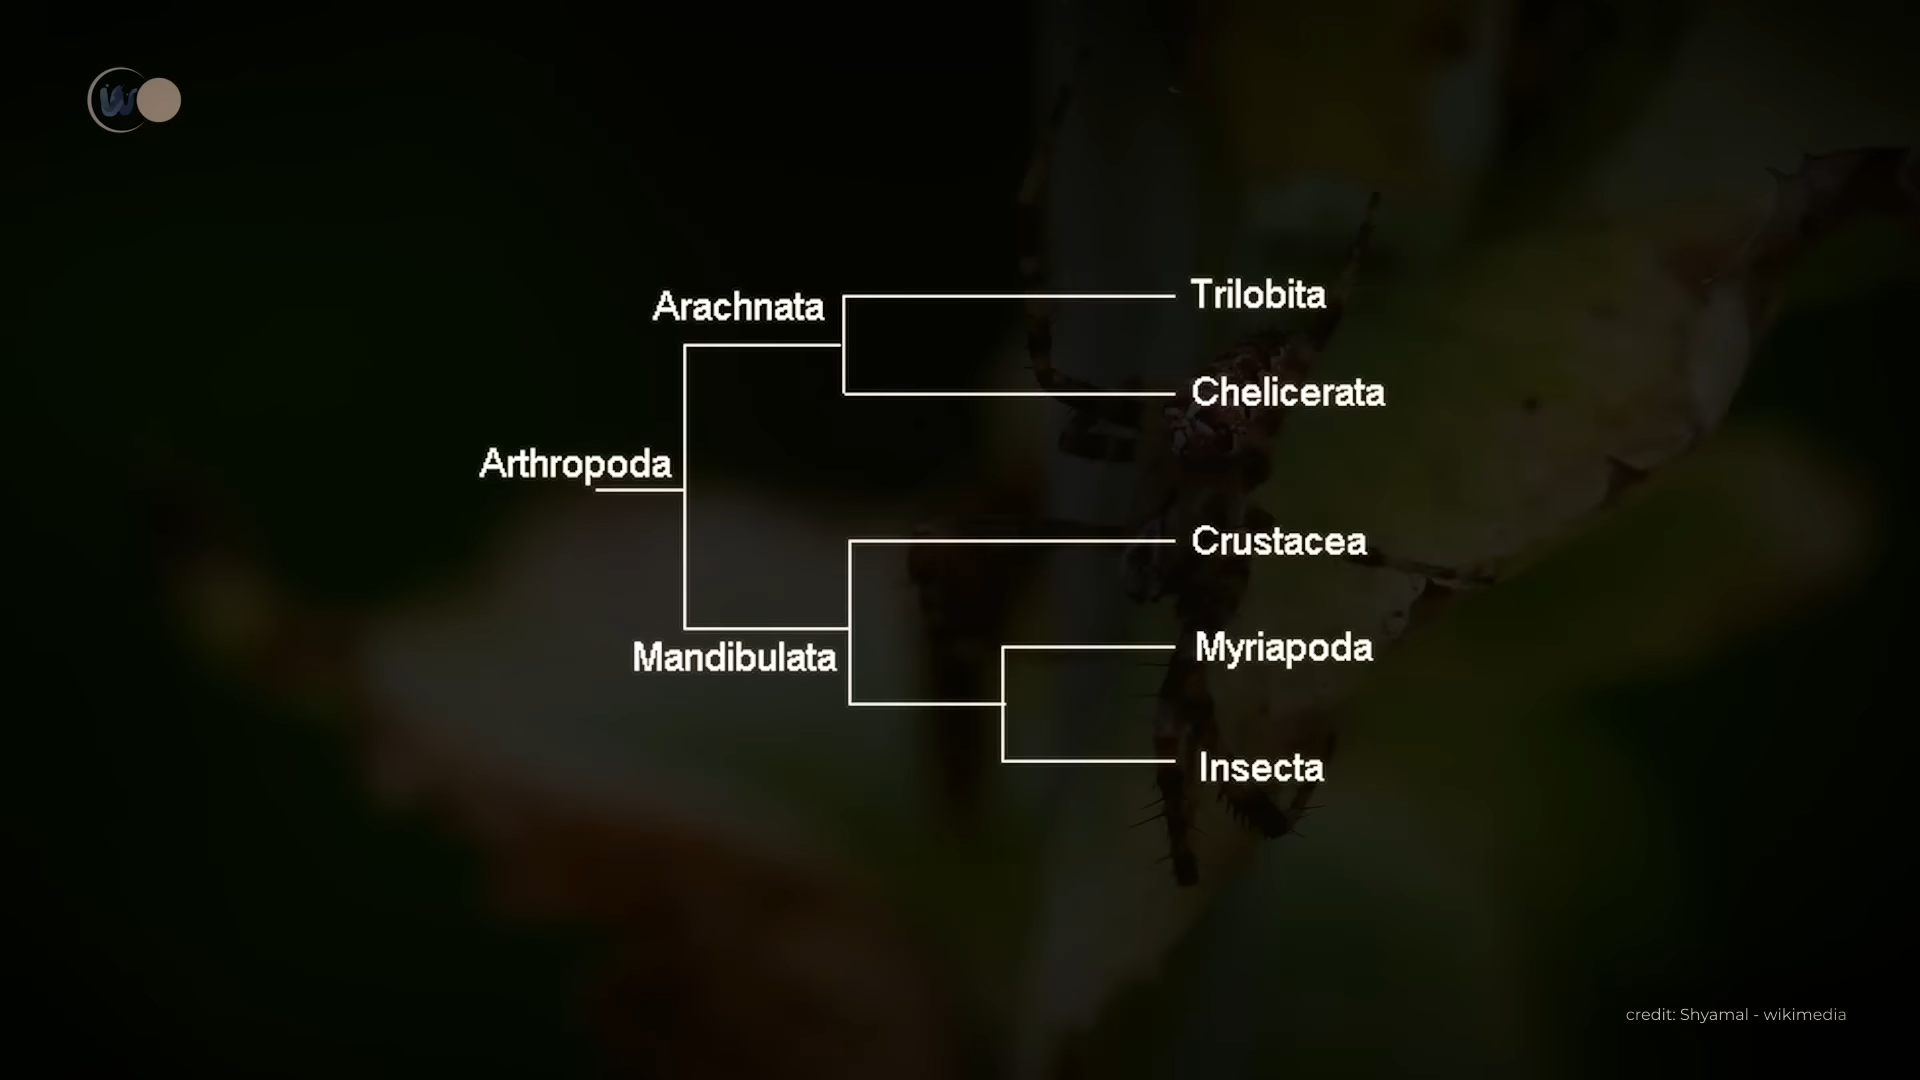 W
Arachnata
Trilobita
Chelicerata
Arthropoda
Crustacea
Mandibulata
Myriapoda
Insecta
credit: Shyamal - wikimedia